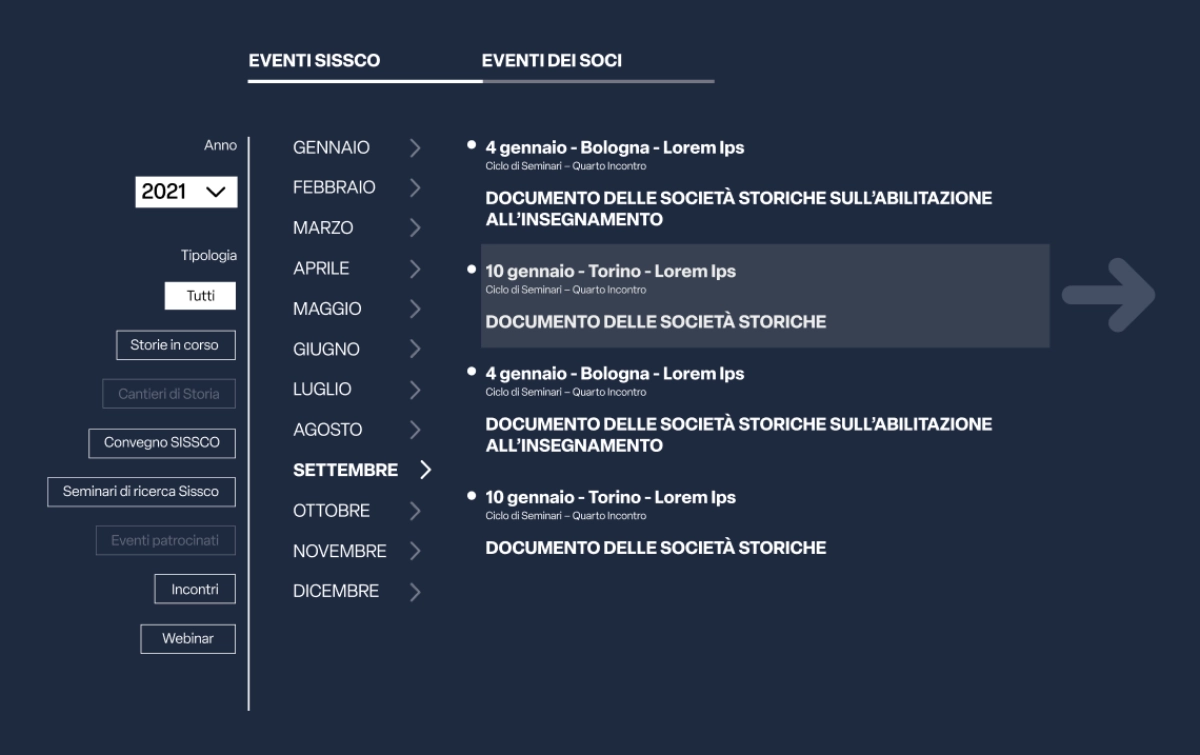 EVENTI SISSCO
EVENTI DEI SOCI
Anno
2021
Tipologia
Tutti
Storie in corso
Cantieri di Storia
Convegno SISSCO
Seminari di ricerca Sissco
Eventi patrocinati
Incontri
Webinar
GENNAIO
FEBBRAIO
MARZO
APRILE
MAGGIO
GIUGNO
LUGLIO
AGOSTO
SETTEMBRE
OTTOBRE
NOVEMBRE
DICEMBRE
4 gennaio - Bologna - Lorem Ips
Ciclo di Seminari – Quarto Incontro
DOCUMENTO DELLE SOCIETÀ STORICHE SULL’ABILITAZIONE
ALL’INSEGNAMENTO
10 gennaio - Torino - Lorem Ips
Ciclo di Seminari – Quarto Incontro
DOCUMENTO DELLE SOCIETÀ STORICHE
4 gennaio - Bologna - Lorem Ips
Ciclo di Seminari – Quarto Incontro
DOCUMENTO DELLE SOCIETÀ STORICHE SULL’ABILITAZIONE
ALL’INSEGNAMENTO
10 gennaio - Torino - Lorem Ips
Ciclo di Seminari – Quarto Incontro
DOCUMENTO DELLE SOCIETÀ STORICHE